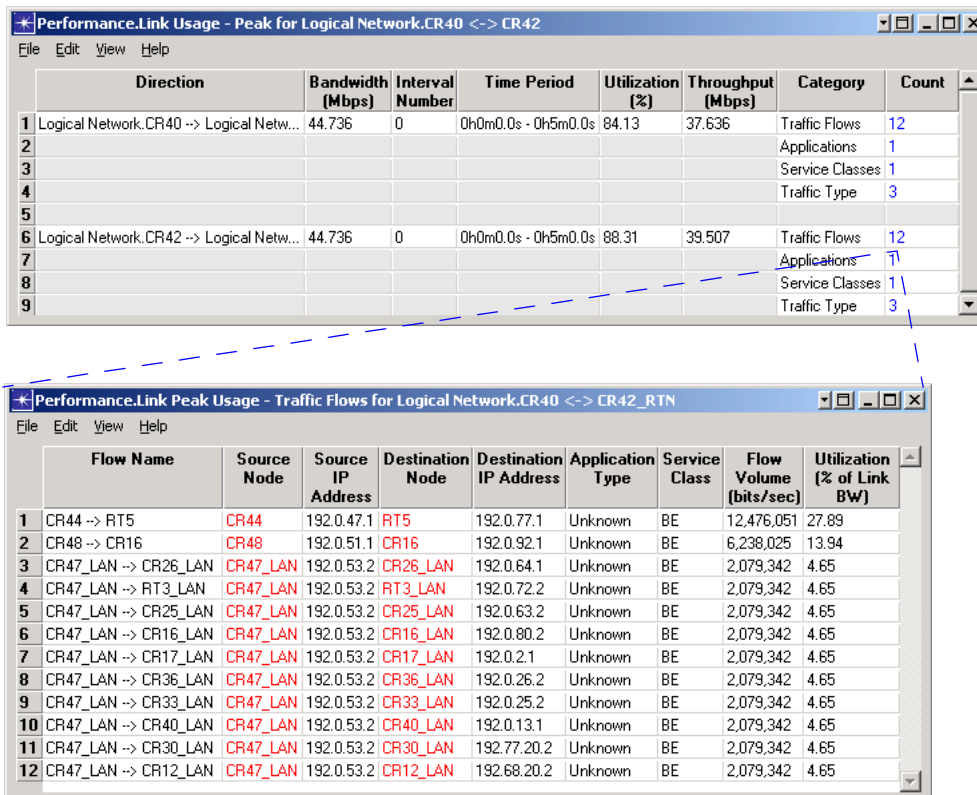 Performance.Link Usage - Peak for Logical Network.CR40 <-> CR42
File Edit View Help
Direction Bandwidth (Mbps) Interval Number Time Period Utilization (%) Throughput (Mbps) Category Count
1 Logical Network.CR40 --> Logical Netw... 44.736 0 0h0m0.0s - 0h5m0.0s 84.13 37.636 Traffic Flows 12
2 Applications 1
3 Service Classes 1
4 Traffic Type 3
5
6 Logical Network.CR42 --> Logical Netw... 44.736 0 0h0m0.0s - 0h5m0.0s 88.31 39.507 Traffic Flows 12
7 Applications 1
8 Service Classes 1
9 Traffic Type 3
Performance.Link Peak Usage - Traffic Flows for Logical Network.CR40 <-> CR42_RTN
File Edit View Help
Flow Name Source Node Source IP Address Destination Node Destination IP Address Application Type Service Class Flow Volume (bits/sec) Utilization (% of Link BW)
1 CR44 --> RT5 CR44 192.0.47.1 RT5 192.0.77.1 Unknown BE 12,476,051 27.89
2 CR48 --> CR16 CR48 192.0.51.1 CR16 192.0.92.1 Unknown BE 6,238,025 13.94
3 CR47_LAN --> CR26_LAN CR47_LAN 192.0.53.2 CR26_LAN 192.0.64.1 Unknown BE 2,079,342 4.65
4 CR47_LAN --> RT3_LAN CR47_LAN 192.0.53.2 RT3_LAN 192.0.72.2 Unknown BE 2,079,342 4.65
5 CR47_LAN --> CR25_LAN CR47_LAN 192.0.53.2 CR25_LAN 192.0.63.2 Unknown BE 2,079,342 4.65
6 CR47_LAN --> CR16_LAN CR47_LAN 192.0.53.2 CR16_LAN 192.0.80.2 Unknown BE 2,079,342 4.65
7 CR47_LAN --> CR17_LAN CR47_LAN 192.0.53.2 CR17_LAN 192.0.2.1 Unknown BE 2,079,342 4.65
8 CR47_LAN --> CR36_LAN CR47_LAN 192.0.53.2 CR36_LAN 192.0.26.2 Unknown BE 2,079,342 4.65
9 CR47_LAN --> CR33_LAN CR47_LAN 192.0.53.2 CR33_LAN 192.0.25.2 Unknown BE 2,079,342 4.65
10 CR47_LAN --> CR40_LAN CR47_LAN 192.0.53.2 CR40_LAN 192.0.13.1 Unknown BE 2,079,342 4.65
11 CR47_LAN --> CR30_LAN CR47_LAN 192.0.53.2 CR30_LAN 192.77.20.2 Unknown BE 2,079,342 4.65
12 CR47_LAN --> CR12_LAN CR47_LAN 192.0.53.2 CR12_LAN 192.68.20.2 Unknown BE 2,079,342 4.65